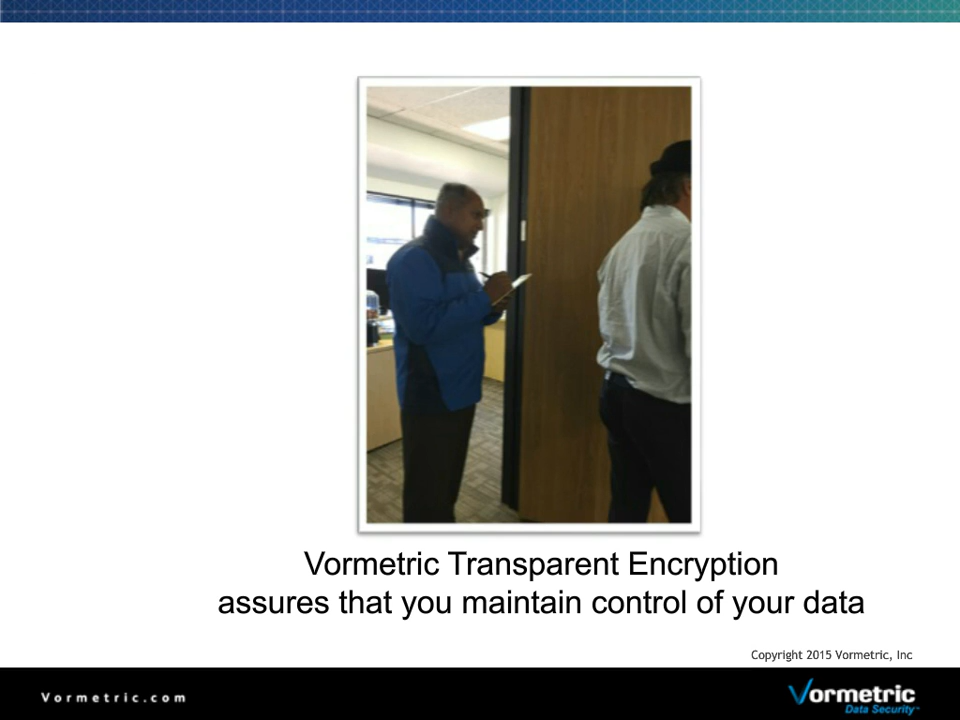 Vormetric Transparent Encryption
assures that you maintain control of your data
Copyright 2015 Vormetric, Inc
Vormetric.com
Vormetric
Data Security